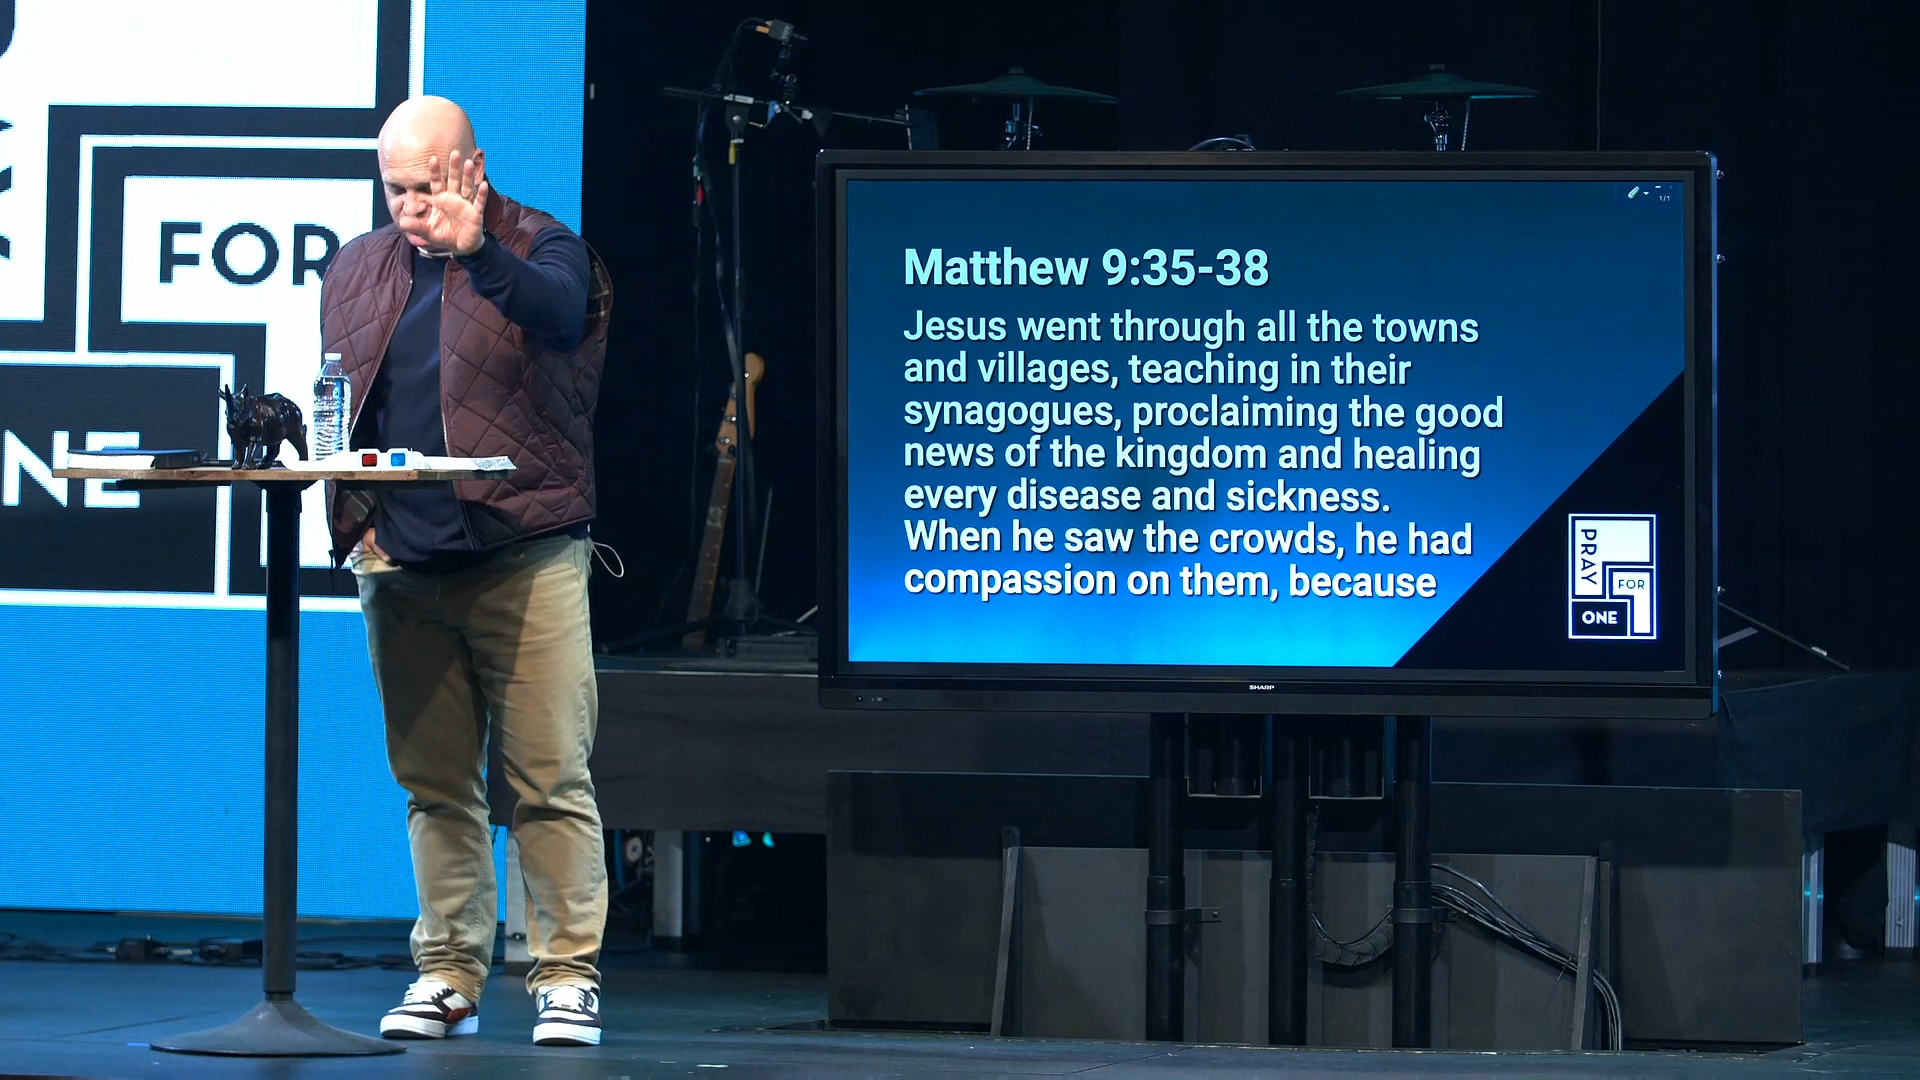 FOR
NE
Matthew 9:35-38
Jesus went through all the towns
and villages, teaching in their
synagogues, proclaiming the good
news of the kingdom and healing
every disease and sickness.
When he saw the crowds, he had
compassion on them, because
PRAY
FOR
ONE
SHARP
1/1